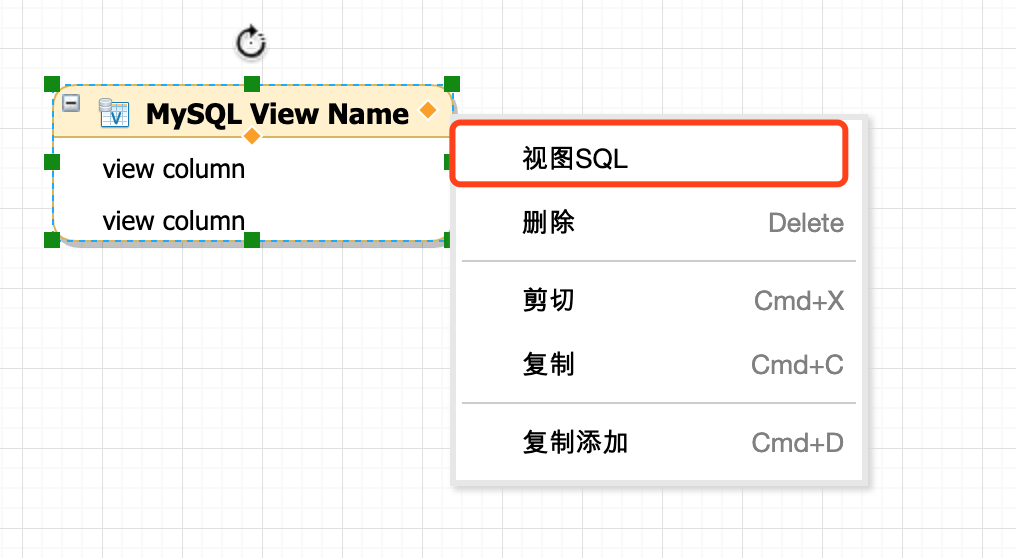 MySQL View Name
view column
view column
视图SQL
删除 Delete
剪切 Cmd+X
复制 Cmd+C
复制添加 Cmd+D